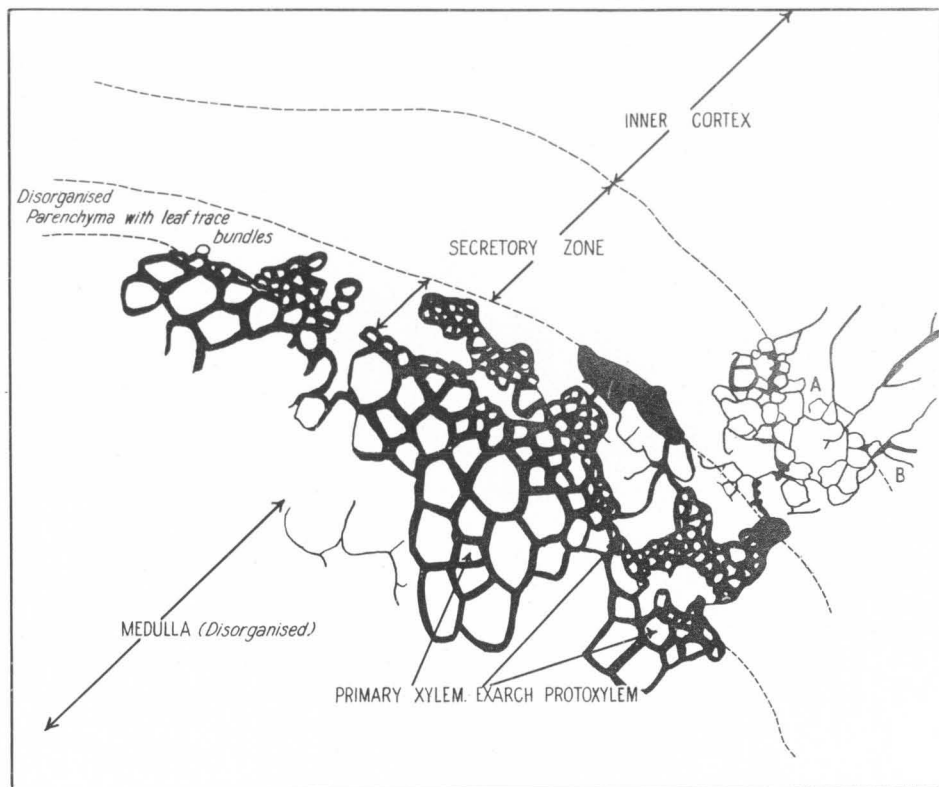 INNER CORTEX
Disorganised
Parenchyma with leaf trace
bundles
SECRETORY ZONE
A
B
MEDULLA (Disorganised.)
PRIMARY XYLEM. EXARCH PROTOXYLEM